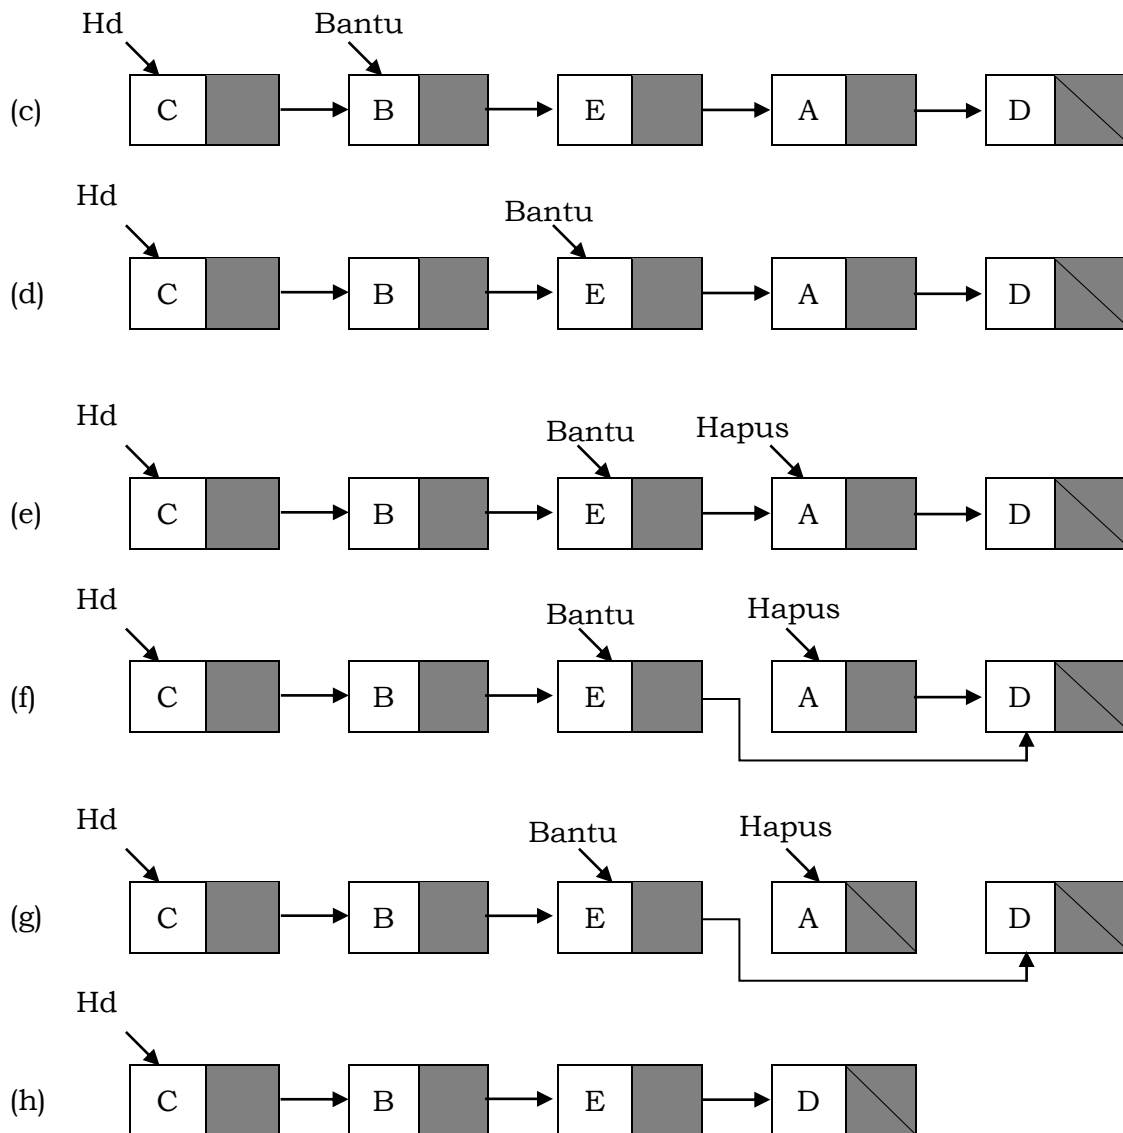 Hd Bantu
(c) C B E A D
Hd
Bantu
(d) C B E A D
Hd
Bantu Hapus
(e) C B E A D
Hd
Bantu Hapus
(f) C B E A D
Hd
Bantu Hapus
(g) C B E A D
Hd
(h) C B E D